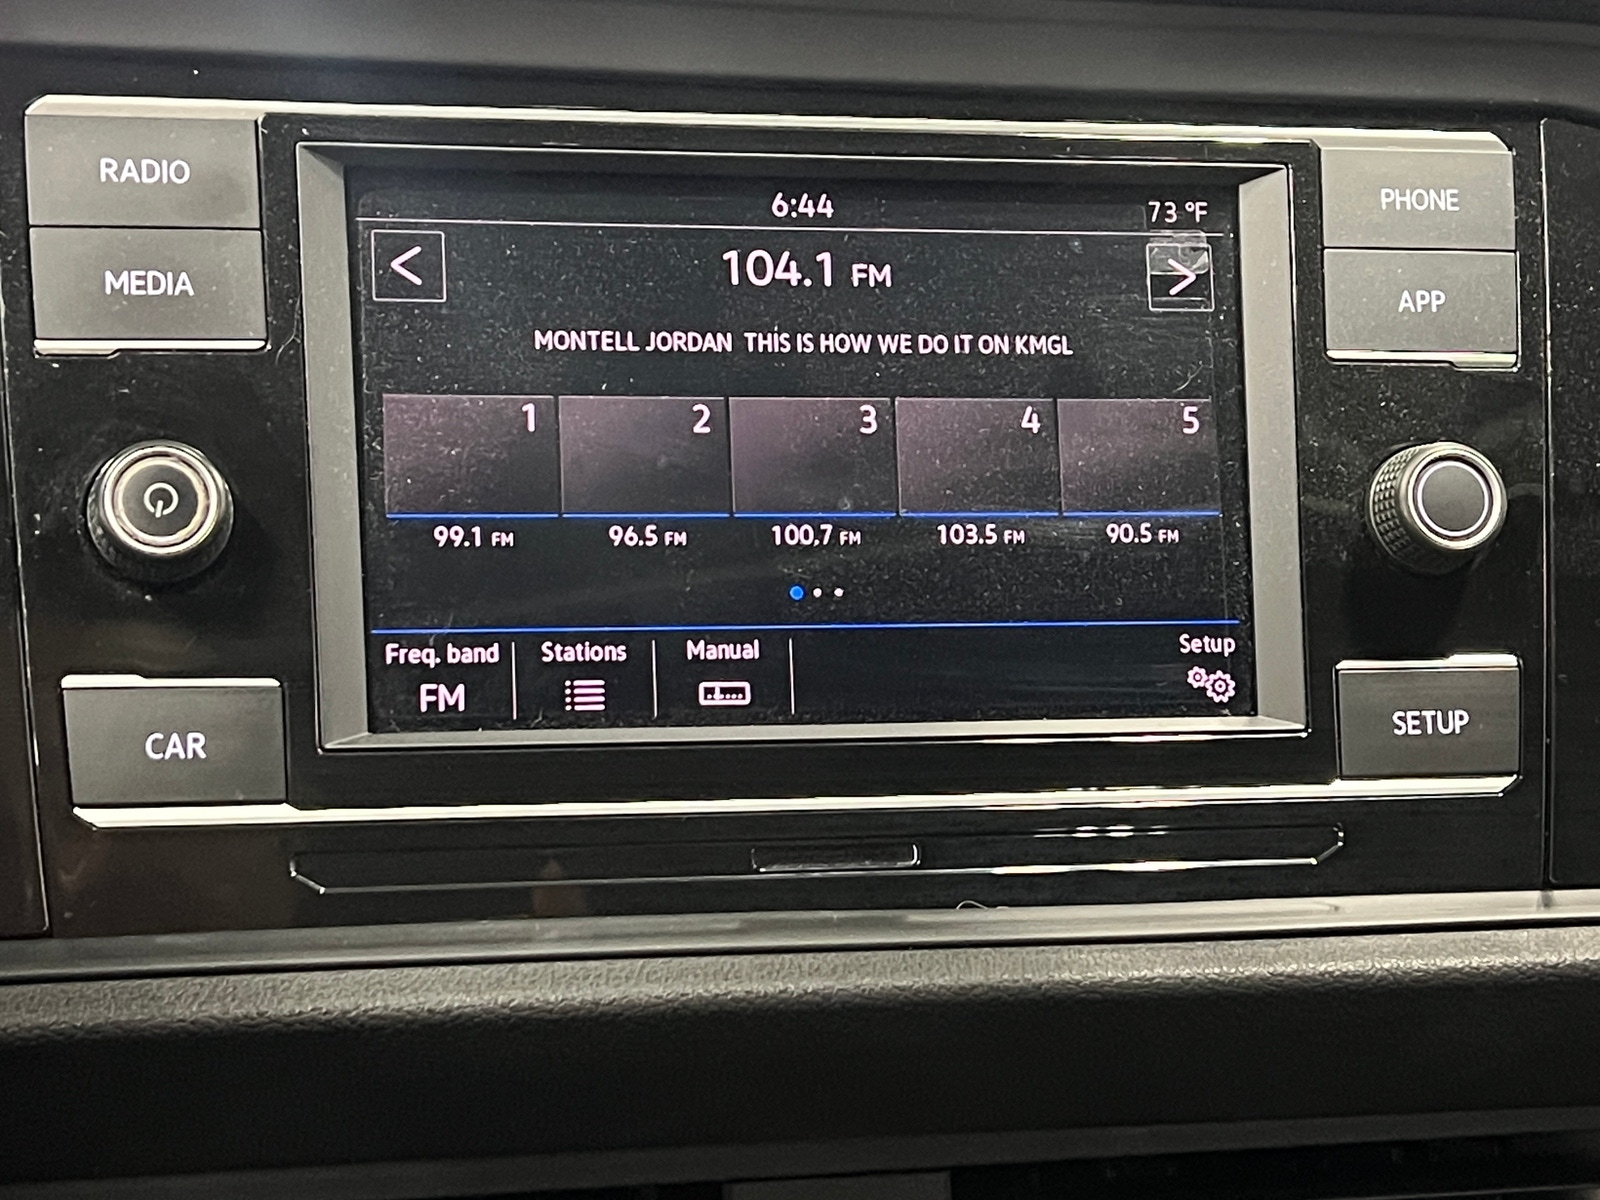 RADIO
MEDIA
CAR
6:44
73 °F
<
104.1 FM
>
MONTELL JORDAN THIS IS HOW WE DO IT ON KMGL
1 2 3 4 5
99.1 FM 96.5 FM 100.7 FM 103.5 FM 90.5 FM
Freq. band Stations Manual Setup
FM
PHONE
APP
SETUP